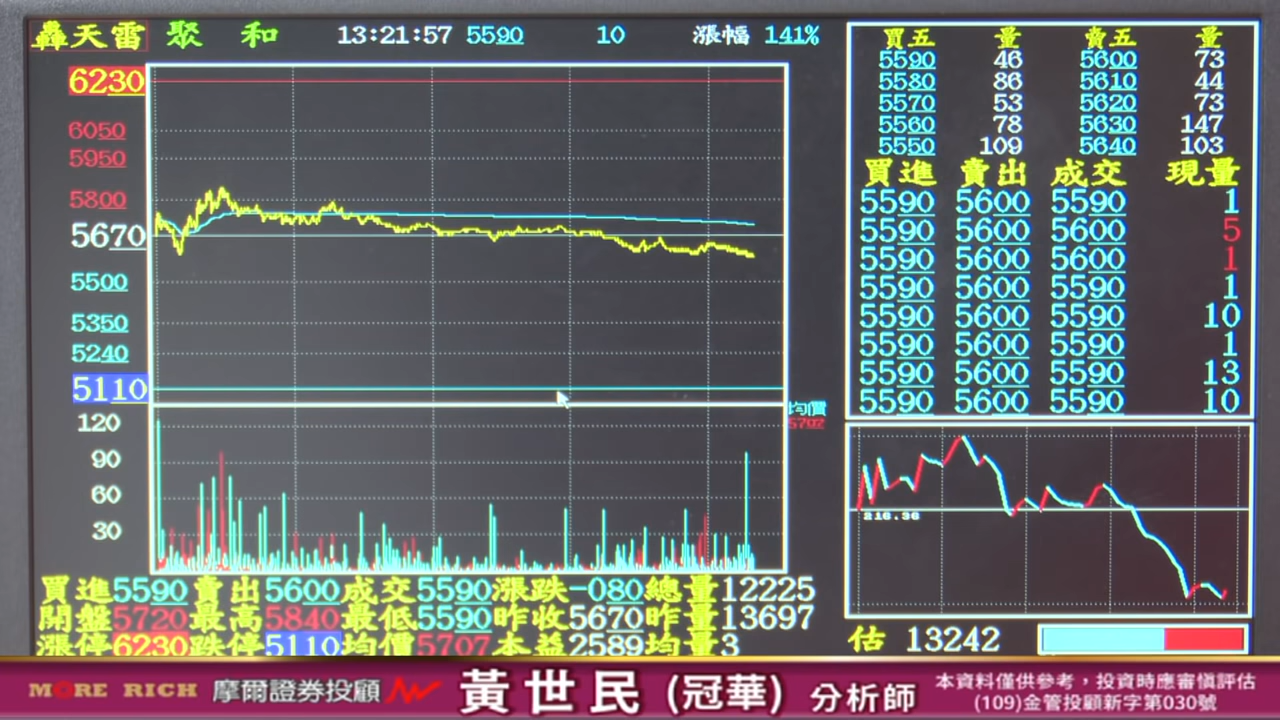 轟天雷 聚 和 13:21:57 5590 10 漲幅 1.41%
6230
6050
5950
5800
5670
5500
5350
5240
5110
120
90
60
30
均價
5707
買五 量 賣五 量
5590 46 5600 73
5580 86 5610 44
5570 53 5620 73
5560 78 5630 147
5550 109 5640 103
買進 賣出 成交 現量
5590 5600 5590 1
5590 5600 5590 5
5590 5600 5590 1
5590 5600 5590 1
5590 5600 5590 10
5590 5600 5590 1
5590 5600 5590 13
5590 5600 5590 10
216.36
買進5590賣出5600成交5590漲跌-080總量12225
開盤5720最高5840最低5590昨收5670昨量13697
漲停6230跌停5110均價5707本益2589均量3
估 13242
MORE RICH 摩爾證券投顧 黃世民(冠華) 分析師
本資料僅供參考，投資時應審慎評估
(109)金管投顧新字第030號